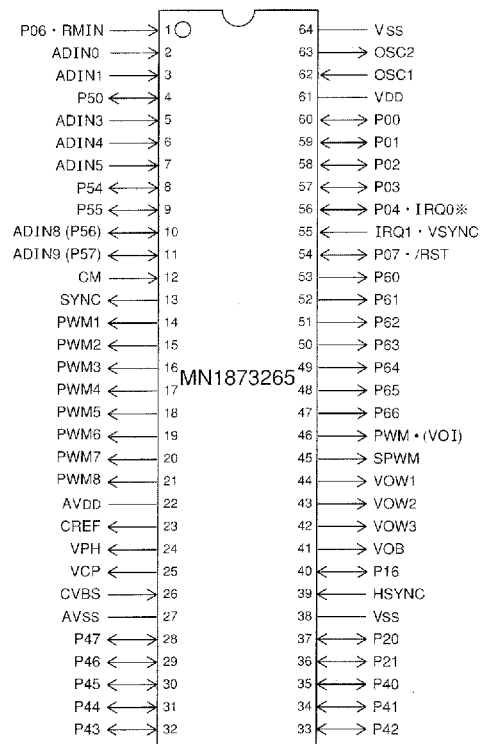 P06・RMIN 1 64 VSS
ADIN0 2 63 OSC2
ADIN1 3 62 OSC1
P50 4 61 VDD
ADIN3 5 60 P00
ADIN4 6 59 P01
ADIN5 7 58 P02
P54 8 57 P03
P55 9 56 P04・IRQ0※
ADIN8 (P56) 10 55 IRQ1・VSYNC
ADIN9 (P57) 11 54 P07・/RST
CM 12 53 P60
SYNC 13 52 P61
PWM1 14 51 P62
PWM2 15 50 P63
PWM3 16 49 P64
MN1873265
PWM4 17 48 P65
PWM5 18 47 P66
PWM6 19 46 PWM・(VOI)
PWM7 20 45 SPWM
PWM8 21 44 VOW1
AVDD 22 43 VOW2
CREF 23 42 VOW3
VPH 24 41 VOB
VCP 25 40 P16
CVBS 26 39 HSYNC
AVSS 27 38 VSS
P47 28 37 P20
P46 29 36 P21
P45 30 35 P40
P44 31 34 P41
P43 32 33 P42